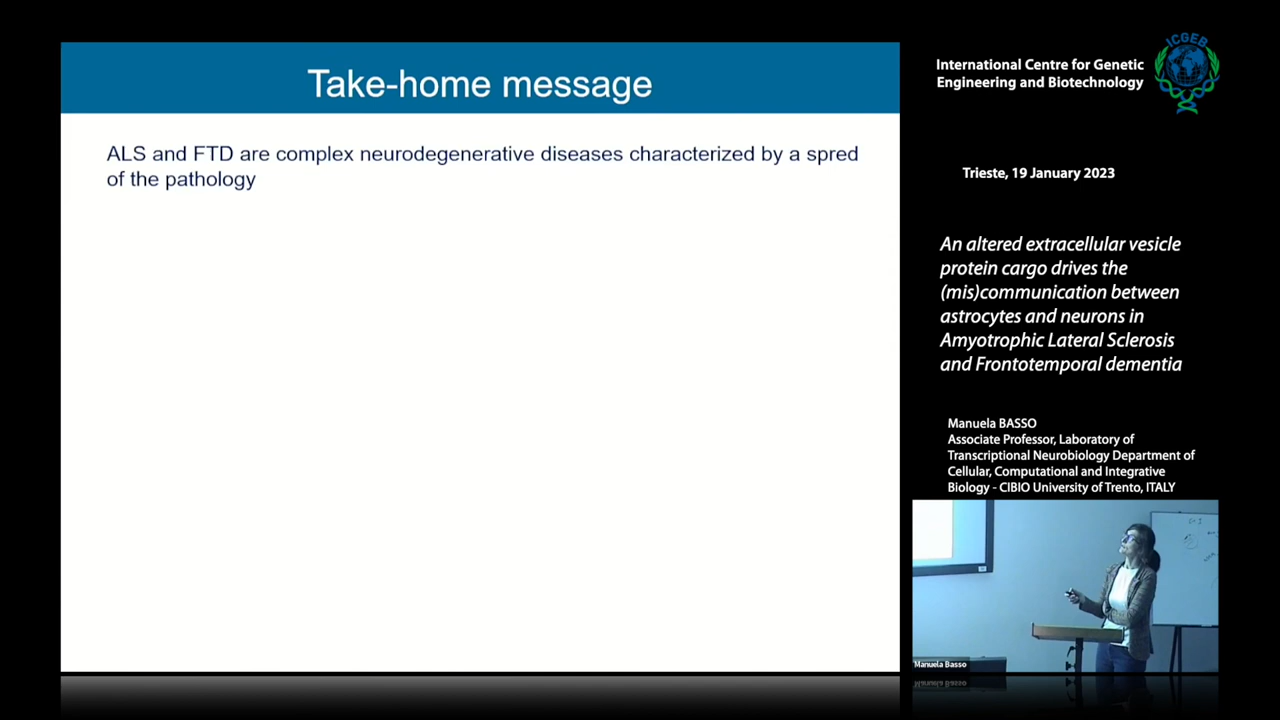 Take-home message
ALS and FTD are complex neurodegenerative diseases characterized by a spred
of the pathology
International Centre for Genetic
Engineering and Biotechnology
ICGEB
Trieste, 19 January 2023
An altered extracellular vesicle
protein cargo drives the
(mis)communication between
astrocytes and neurons in
Amyotrophic Lateral Sclerosis
and Frontotemporal dementia
Manuela BASSO
Associate Professor, Laboratory of
Transcriptional Neurobiology Department of
Cellular, Computational and Integrative
Biology - CIBIO University of Trento, ITALY
Manuela Basso